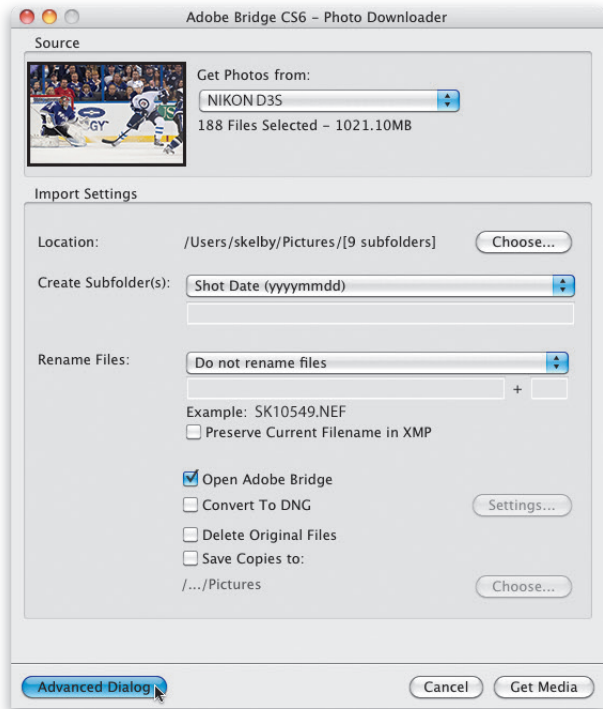 Adobe Bridge CS6 – Photo Downloader
Source
Get Photos from:
NIKON D3S
188 Files Selected – 1021.10MB
Import Settings
Location: /Users/skelby/Pictures/[9 subfolders] Choose...
Create Subfolder(s): Shot Date (yyyymmdd)
Rename Files: Do not rename files
+
Example: SK10549.NEF
Preserve Current Filename in XMP
Open Adobe Bridge
Convert To DNG Settings...
Delete Original Files
Save Copies to:
/.../Pictures Choose...
Advanced Dialog Cancel Get Media